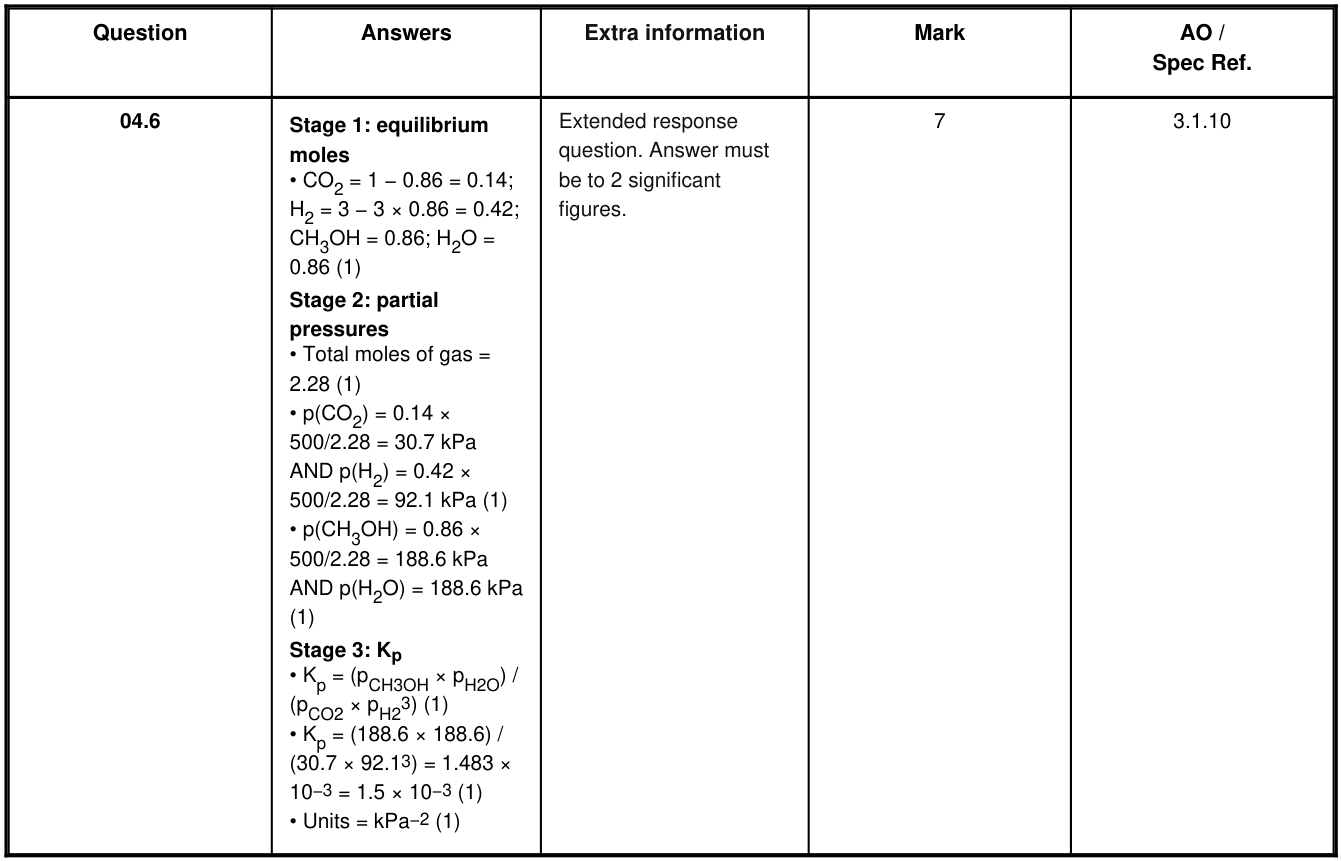 Question Answers Extra information Mark AO /
Spec Ref.
04.6
Stage 1: equilibrium
moles
• CO₂ = 1 − 0.86 = 0.14;
H₂ = 3 − 3 × 0.86 = 0.42;
CH₃OH = 0.86; H₂O =
0.86 (1)
Stage 2: partial
pressures
• Total moles of gas =
2.28 (1)
• p(CO₂) = 0.14 ×
500/2.28 = 30.7 kPa
AND p(H₂) = 0.42 ×
500/2.28 = 92.1 kPa (1)
• p(CH₃OH) = 0.86 ×
500/2.28 = 188.6 kPa
AND p(H₂O) = 188.6 kPa
(1)
Stage 3: Kₚ
• Kₚ = (p_CH3OH × p_H2O) /
(p_CO2 × p_H2³) (1)
• Kₚ = (188.6 × 188.6) /
(30.7 × 92.1³) = 1.483 ×
10⁻³ = 1.5 × 10⁻³ (1)
• Units = kPa⁻² (1)
Extended response
question. Answer must
be to 2 significant
figures.
7
3.1.10